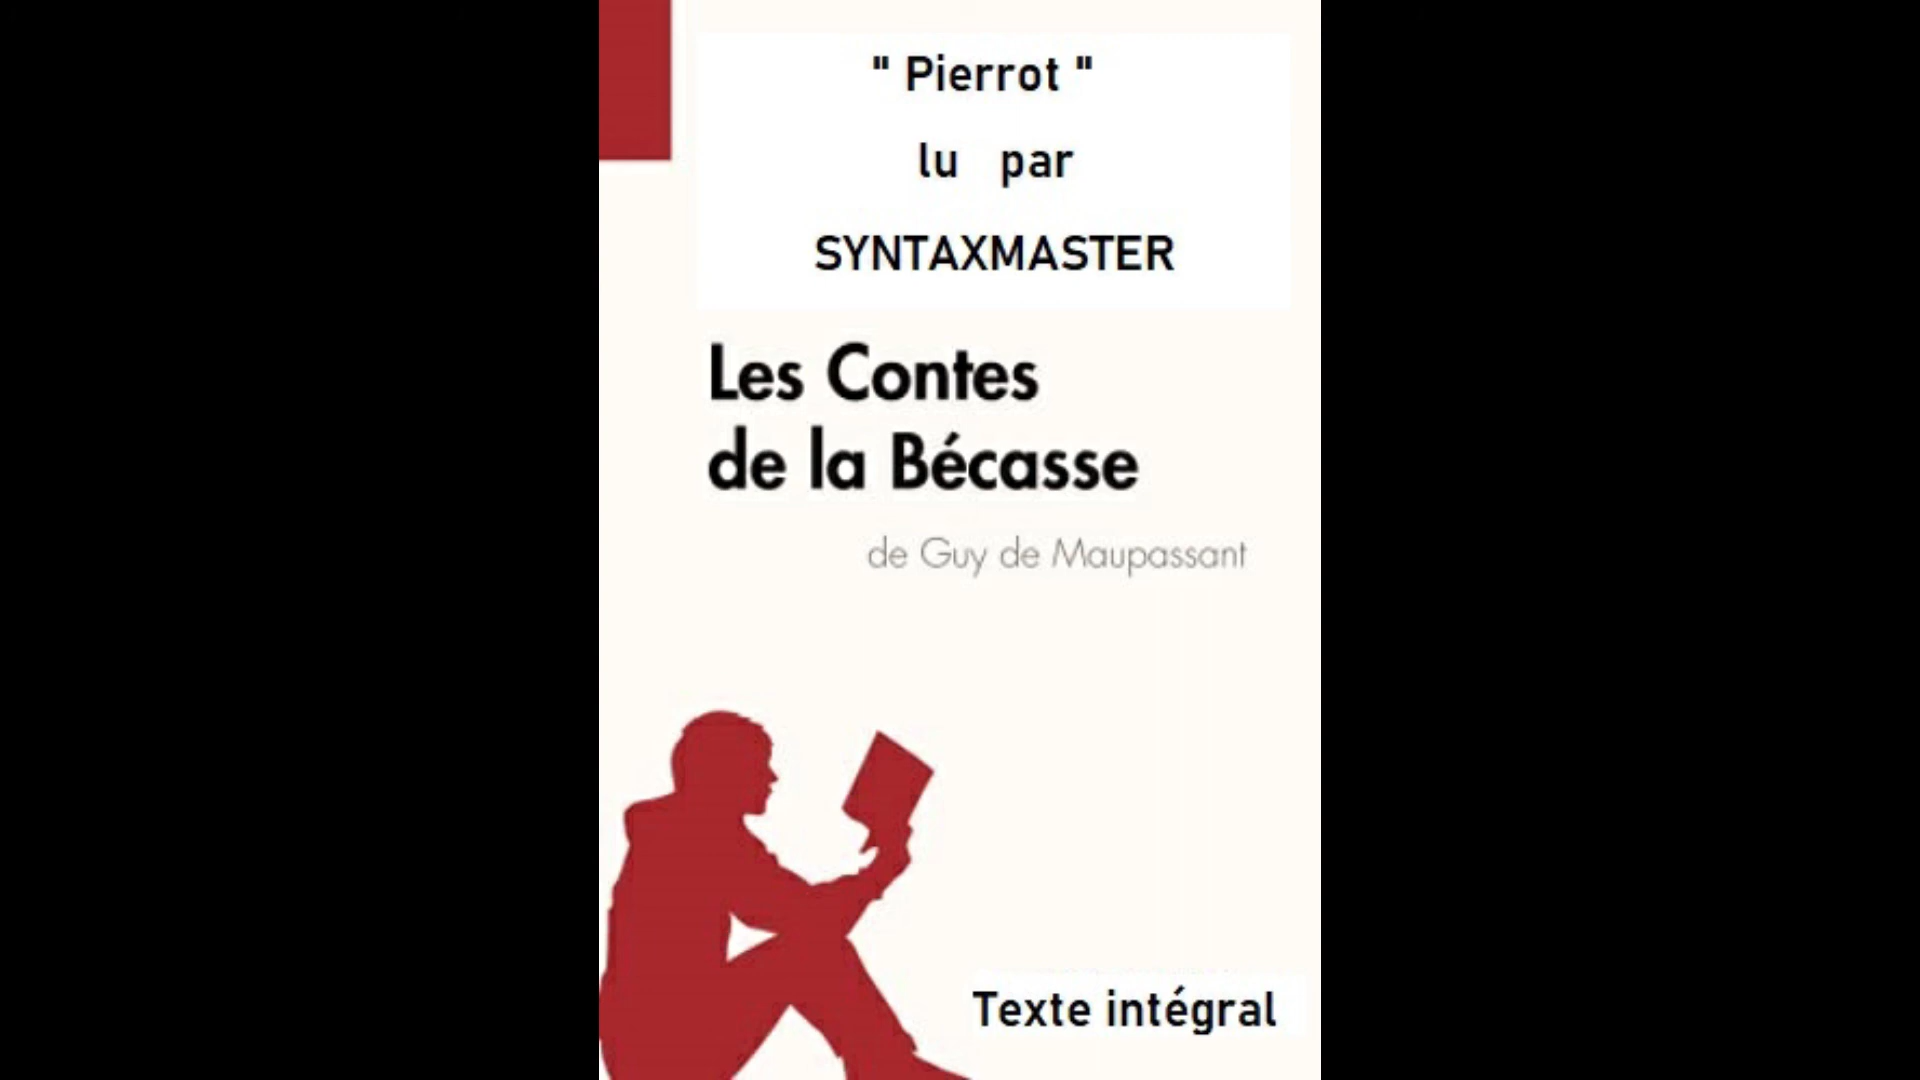 " Pierrot "
lu par
SYNTAXMASTER
Les Contes
de la Bécasse
de Guy de Maupassant
Texte intégral